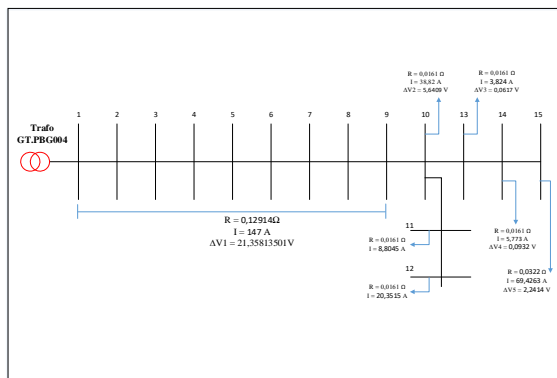 R = 0,0161 Ω
I = 38,82 A
ΔV2 = 5,6409 V
R = 0,0161 Ω
I = 3,824 A
ΔV3 = 0,0617 V
Trafo
GT.PBG004
1 2 3 4 5 6 7 8 9 10 13 14 15
R = 0,12914Ω
I = 147 A
ΔV1 = 21,35813501V
11
R = 0,0161 Ω
I = 8,8045 A
12
R = 0,0161 Ω
I = 20,3515 A
R = 0,0161 Ω
I = 5,773 A
ΔV4 = 0,0932 V
R = 0,0322 Ω
I = 69,4263 A
ΔV5 = 2,2414 V